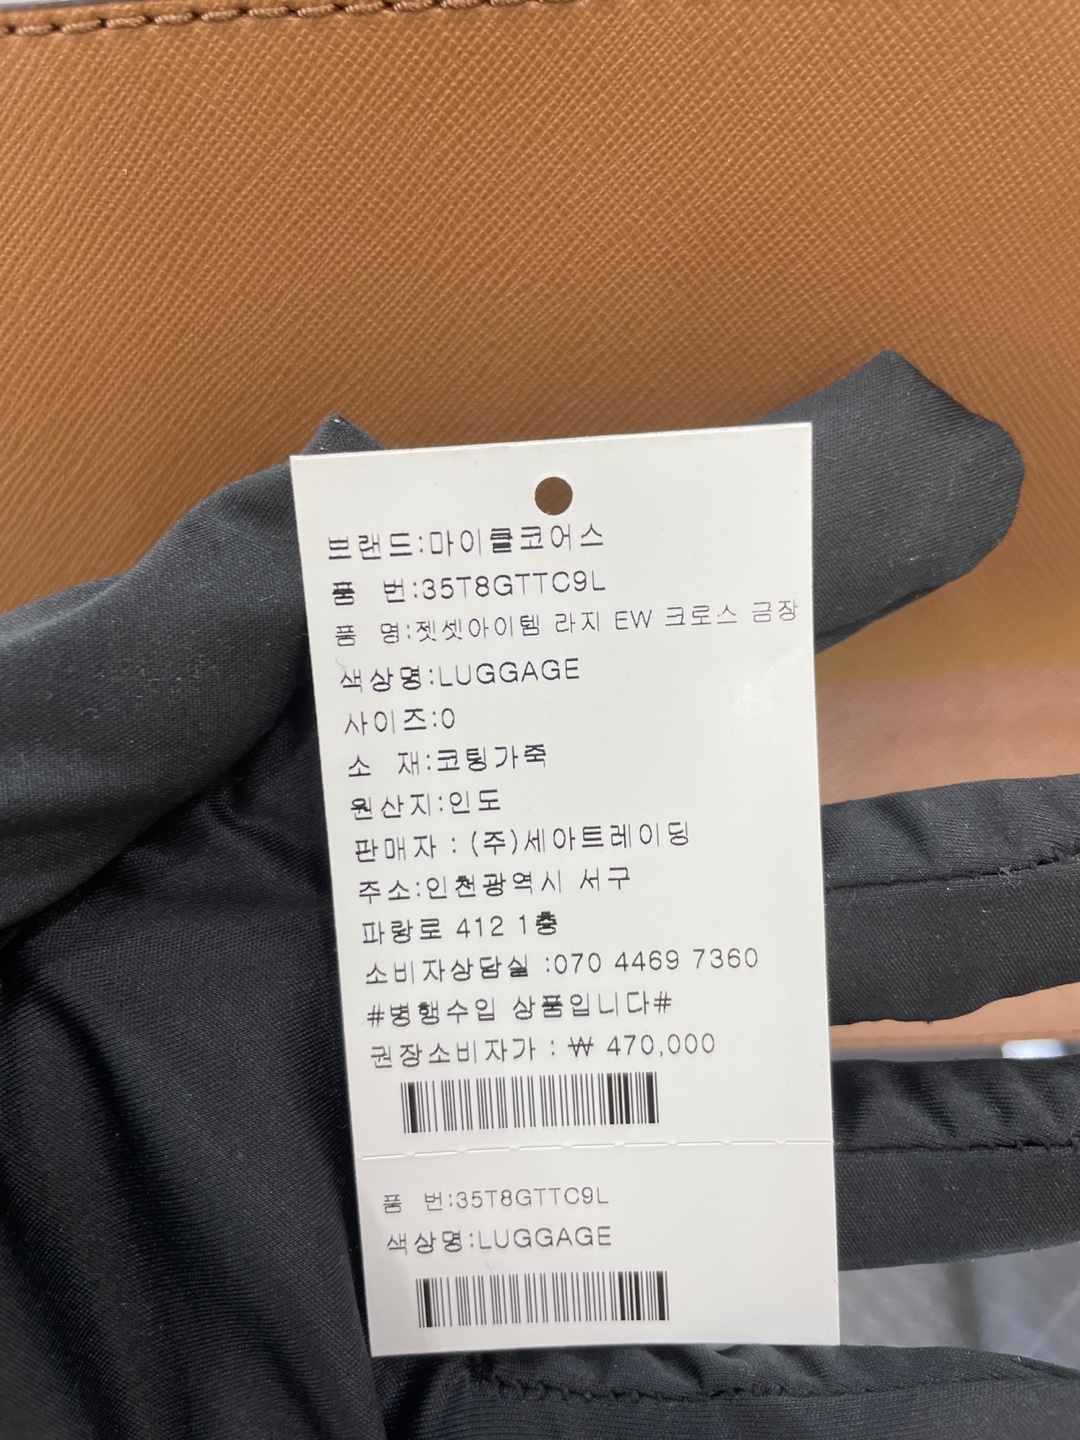 브랜드:마이클코어스
품 번:35T8GTTC9L
품 명:젯셋아이템 라지 EW 크로스 금장
색상명:LUGGAGE
사이즈:0
소 재:코팅가죽
원산지:인도
판매자 : (주)세아트레이딩
주소:인천광역시 서구
파랑로 412 1층
소비자상담실 :070 4469 7360
#병행수입 상품입니다#
권장소비자가 : ₩ 470,000
품 번:35T8GTTC9L
색상명:LUGGAGE